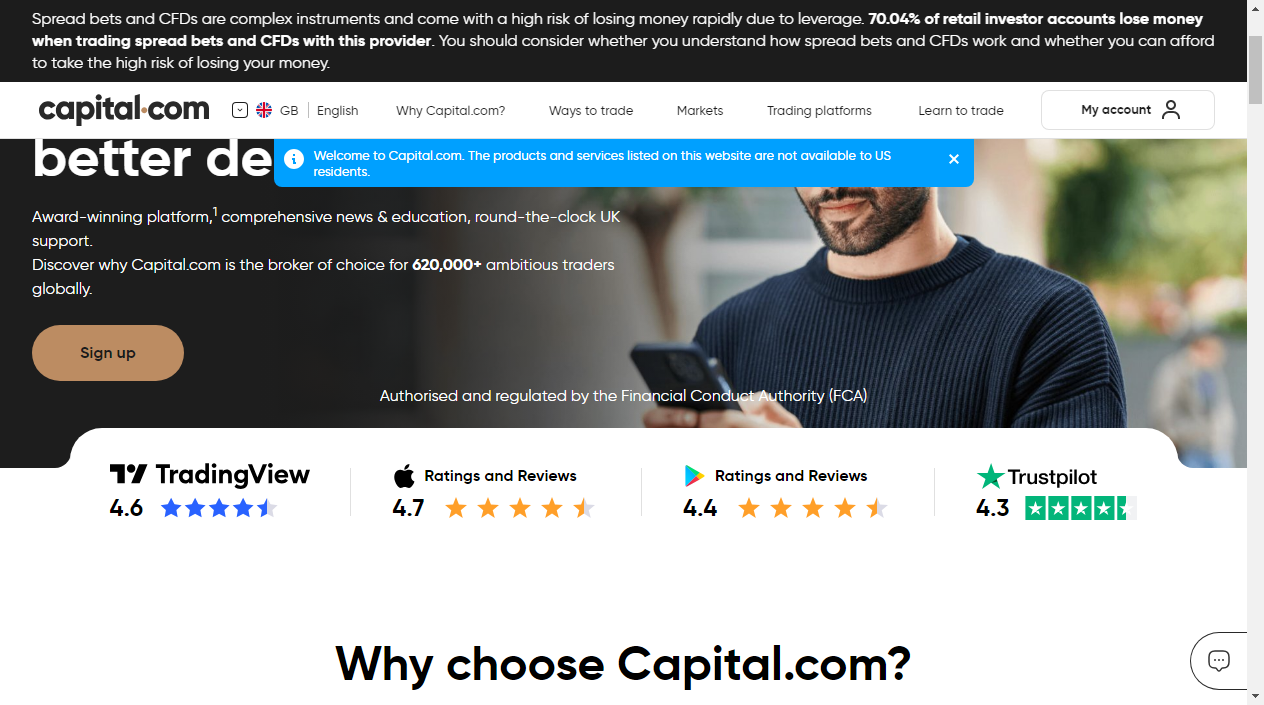 Spread bets and CFDs are complex instruments and come with a high risk of losing money rapidly due to leverage. 70.04% of retail investor accounts lose money
when trading spread bets and CFDs with this provider. You should consider whether you understand how spread bets and CFDs work and whether you can afford
to take the high risk of losing your money.
capital.com
GB English
Why Capital.com?
Ways to trade
Markets
Trading platforms
Learn to trade
My account
better de
Welcome to Capital.com. The products and services listed on this website are not available to US
residents.
Award-winning platform,1 comprehensive news & education, round-the-clock UK
support.
Discover why Capital.com is the broker of choice for 620,000+ ambitious traders
globally.
Sign up
Authorised and regulated by the Financial Conduct Authority (FCA)
TradingView
4.6
Ratings and Reviews
4.7
Ratings and Reviews
4.4
Trustpilot
4.3
Why choose Capital.com?